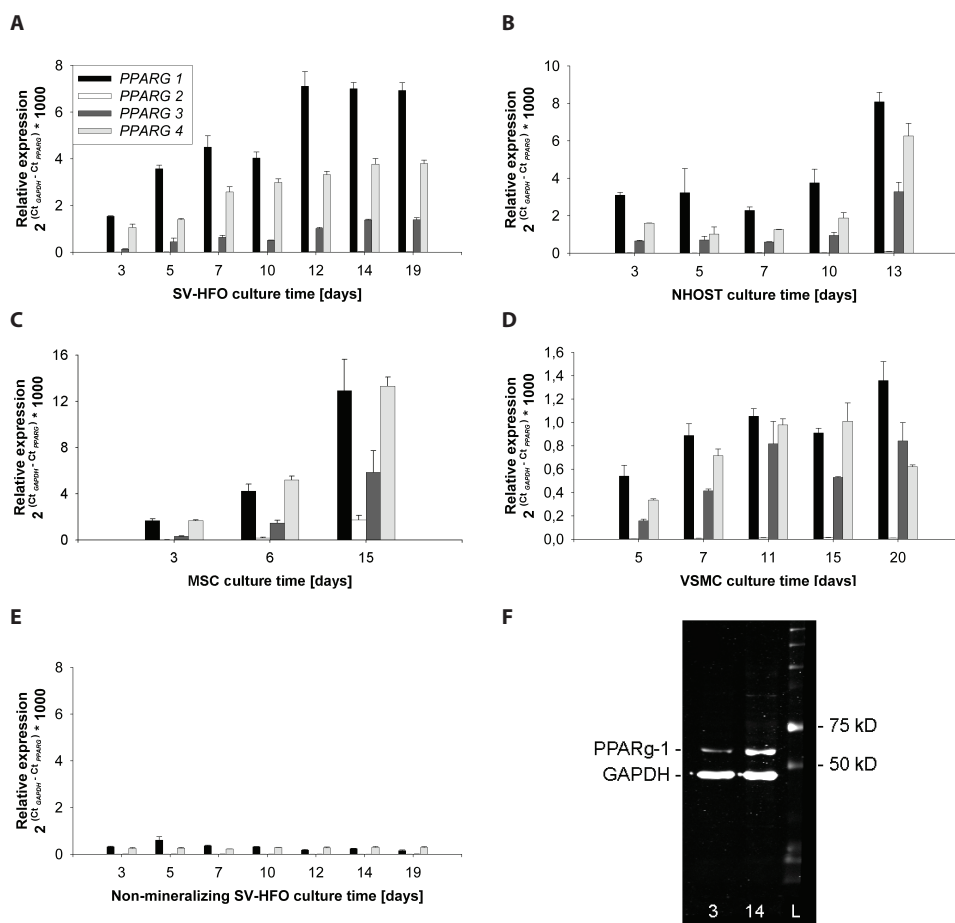 A
Relative expression
2 (Ct GAPDH - Ct PPARG) * 1000
8
6
4
2
0
PPARG 1
PPARG 2
PPARG 3
PPARG 4
3 5 7 10 12 14 19
SV-HFO culture time [days]
B
Relative expression
2 (Ct GAPDH - Ct PPARG) * 1000
10
8
6
4
2
0
3 5 7 10 13
NHOST culture time [days]
C
Relative expression
2 (Ct GAPDH - Ct PPARG) * 1000
16
12
8
4
0
3 6 15
MSC culture time [days]
D
Relative expression
2 (Ct GAPDH - Ct PPARG) * 1000
1,6
1,4
1,2
1,0
0,8
0,6
0,4
0,2
0,0
5 7 11 15 20
VSMC culture time [days]
E
Relative expression
2 (Ct GAPDH - Ct PPARG) * 1000
8
6
4
2
0
3 5 7 10 12 14 19
Non-mineralizing SV-HFO culture time [days]
F
PPARg-1 -
GAPDH -
- 75 kD
- 50 kD
3 14 L